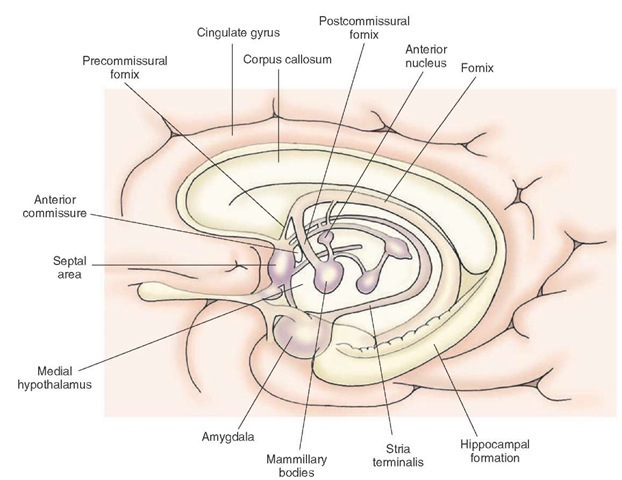 Postcommissural
fornix
Cingulate gyrus
Anterior
nucleus
Precommissural
fornix
Corpus callosum
Fornix
Anterior
commissure
Septal
area
Medial
hypothalamus
Amygdala
Mammillary
bodies
Stria
terminalis
Hippocampal
formation